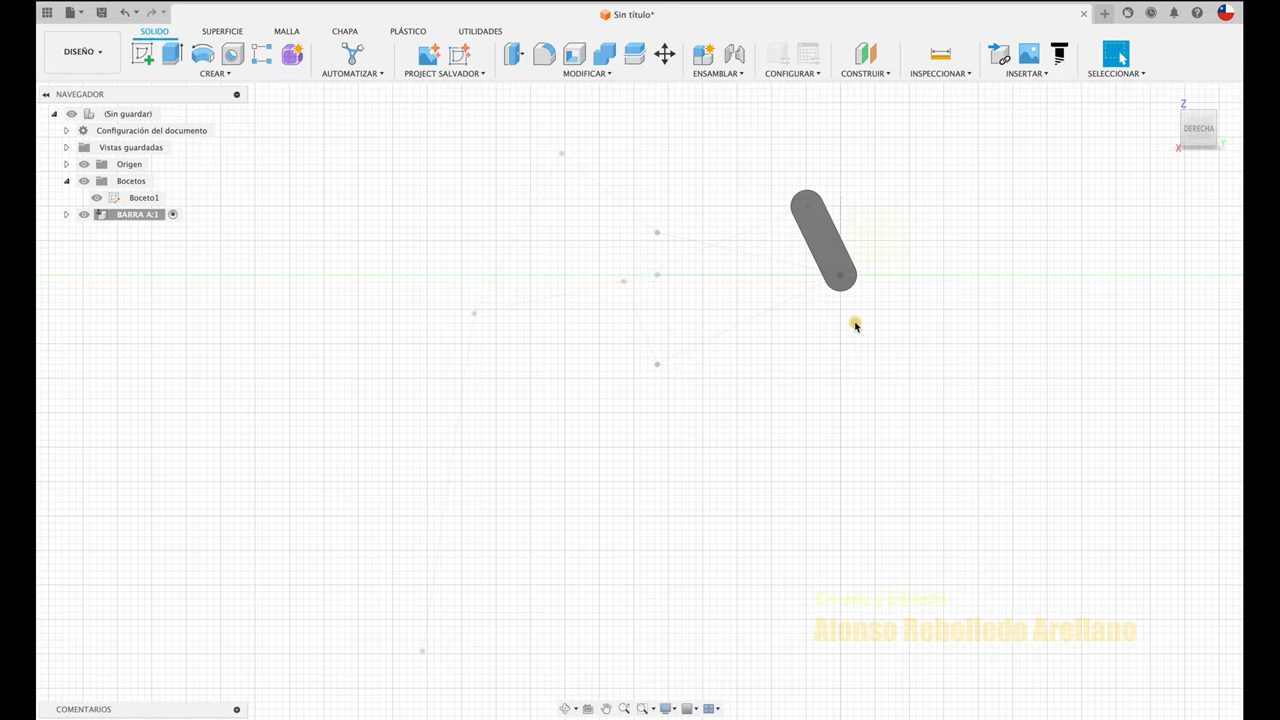 Sin título*
SOLIDO SUPERFICIE MALLA CHAPA PLÁSTICO UTILIDADES
DISEÑO
CREAR AUTOMATIZAR PROJECT SALVADOR MODIFICAR ENSAMBLAR CONFIGURAR CONSTRUIR INSPECCIONAR INSERTAR SELECCIONAR
NAVEGADOR
(Sin guardar)
Configuración del documento
Vistas guardadas
Origen
Bocetos
Boceto1
BARRA A:1
Z
DERECHA
X Y
Creado y Editado
Alonso Rebolledo Arellano
COMENTARIOS